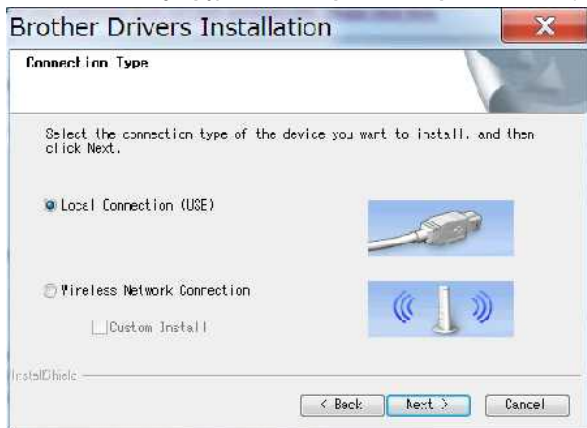 Brother Drivers Installation
Connection Type
Select the connection type of the device you want to install, and then
click Next.
Local Connection (USB)
Wireless Network Connection
Custom Install
InstallShield
< Back
Next >
Cancel